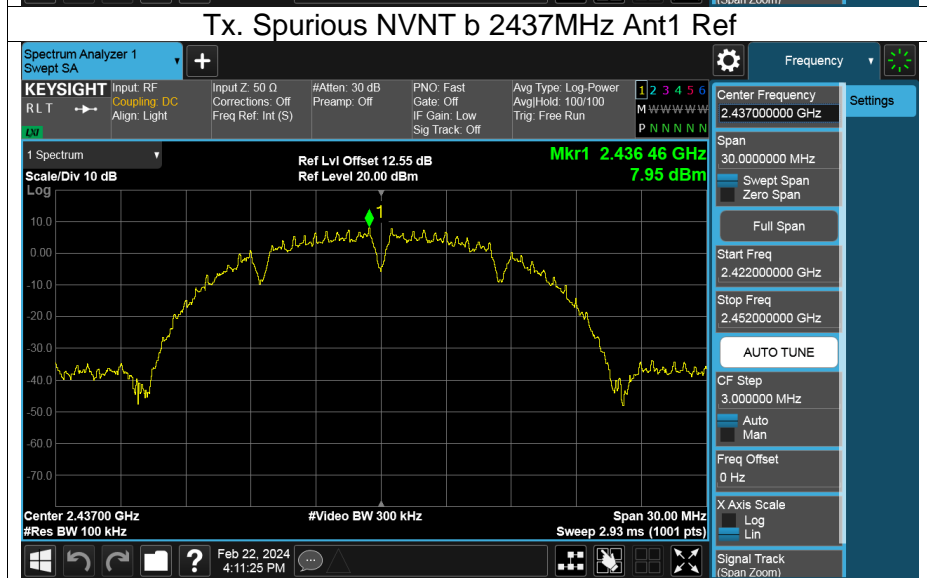 (Span Zoom)
Tx. Spurious NVNT b 2437MHz Ant1 Ref
Spectrum Analyzer 1
Swept SA
+
Frequency
KEYSIGHT
R L T
LXI
Input: RF
Coupling: DC
Align: Light
Input Z: 50 Ω
Corrections: Off
Freq Ref: Int (S)
#Atten: 30 dB
Preamp: Off
PNO: Fast
Gate: Off
IF Gain: Low
Sig Track: Off
Avg Type: Log-Power
Avg|Hold: 100/100
Trig: Free Run
1 2 3 4 5 6
M W W W W W
P N N N N N
1 Spectrum
Scale/Div 10 dB
Ref Lvl Offset 12.55 dB
Ref Level 20.00 dBm
Mkr1 2.436 46 GHz
7.95 dBm
Log
1
10.0
0.00
-10.0
-20.0
-30.0
-40.0
-50.0
-60.0
-70.0
Center 2.43700 GHz
#Res BW 100 kHz
#Video BW 300 kHz
Span 30.00 MHz
Sweep 2.93 ms (1001 pts)
Center Frequency
2.437000000 GHz
Settings
Span
30.0000000 MHz
Swept Span
Zero Span
Full Span
Start Freq
2.422000000 GHz
Stop Freq
2.452000000 GHz
AUTO TUNE
CF Step
3.000000 MHz
Auto
Man
Freq Offset
0 Hz
X Axis Scale
Log
Lin
Signal Track
(Span Zoom)
?
Feb 22, 2024
4:11:25 PM